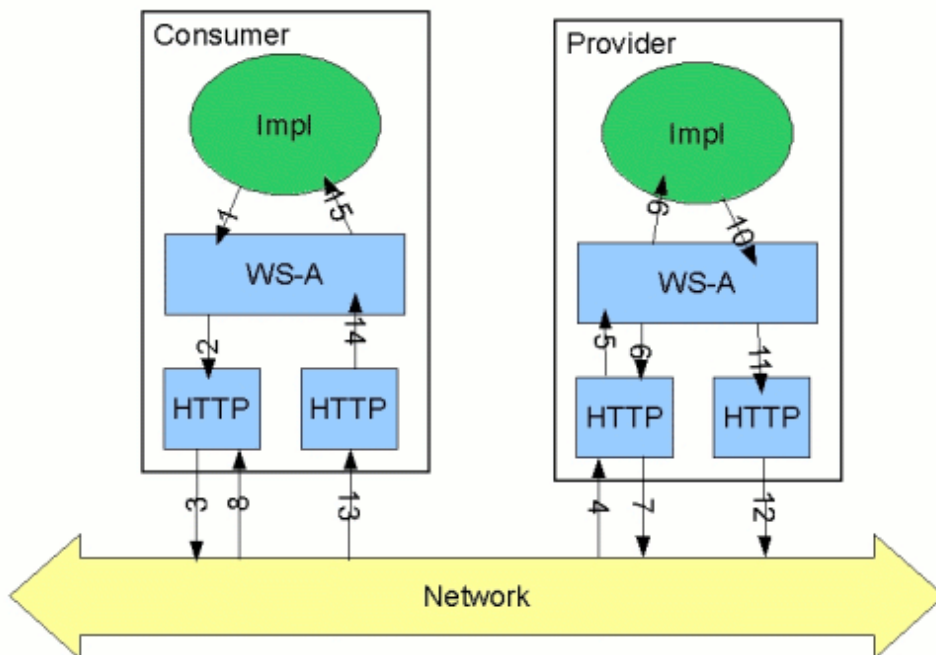 Consumer
Provider
Impl
Impl
1
15
9
10
WS-A
WS-A
2
14
5
6
11
HTTP
HTTP
HTTP
HTTP
3
8
13
4
7
12
Network